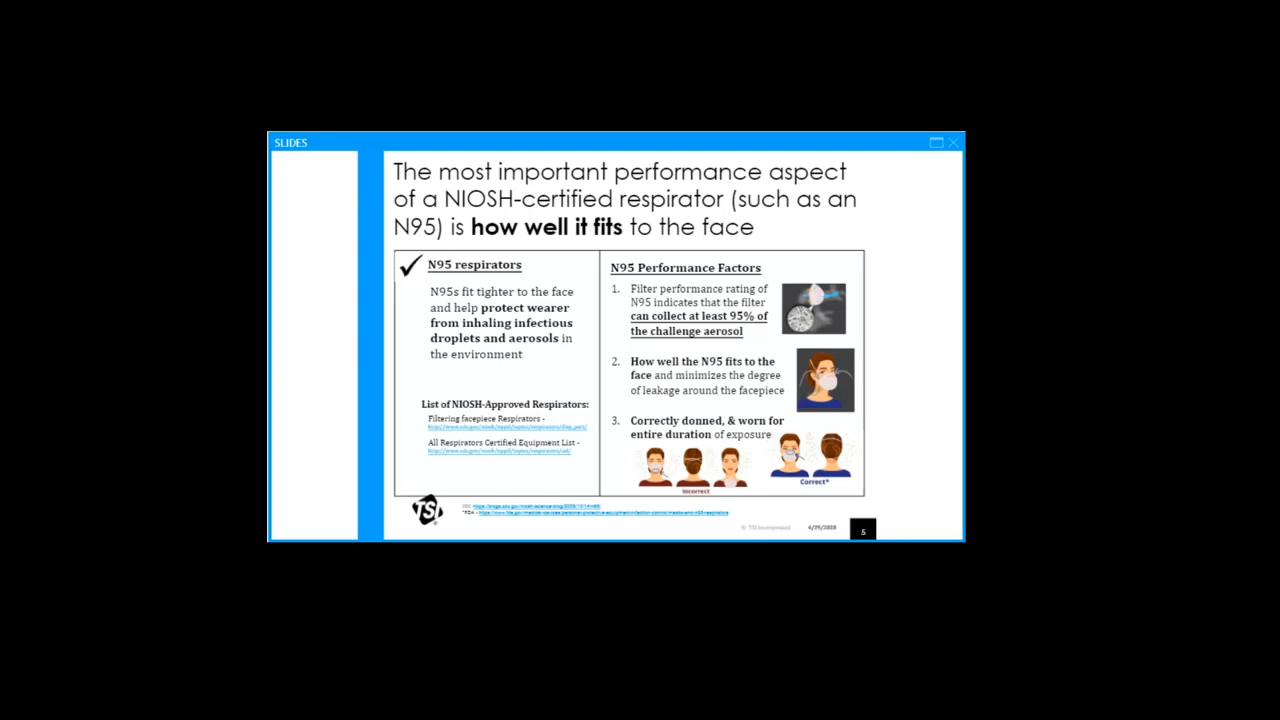 SLIDES
The most important performance aspect
of a NIOSH-certified respirator (such as an
N95) is how well it fits to the face
N95 respirators
N95s fit tighter to the face
and help protect wearer
from inhaling infectious
droplets and aerosols in
the environment
List of NIOSH-Approved Respirators:
Filtering facepiece Respirators -
All Respirators Certified Equipment List -
N95 Performance Factors
1. Filter performance rating of
N95 indicates that the filter
can collect at least 95% of
the challenge aerosol
2. How well the N95 fits to the
face and minimizes the degree
of leakage around the facepiece
3. Correctly donned, & worn for
entire duration of exposure
Incorrect
Correct*
TSI
© TSI Incorporated
4/29/2020
5